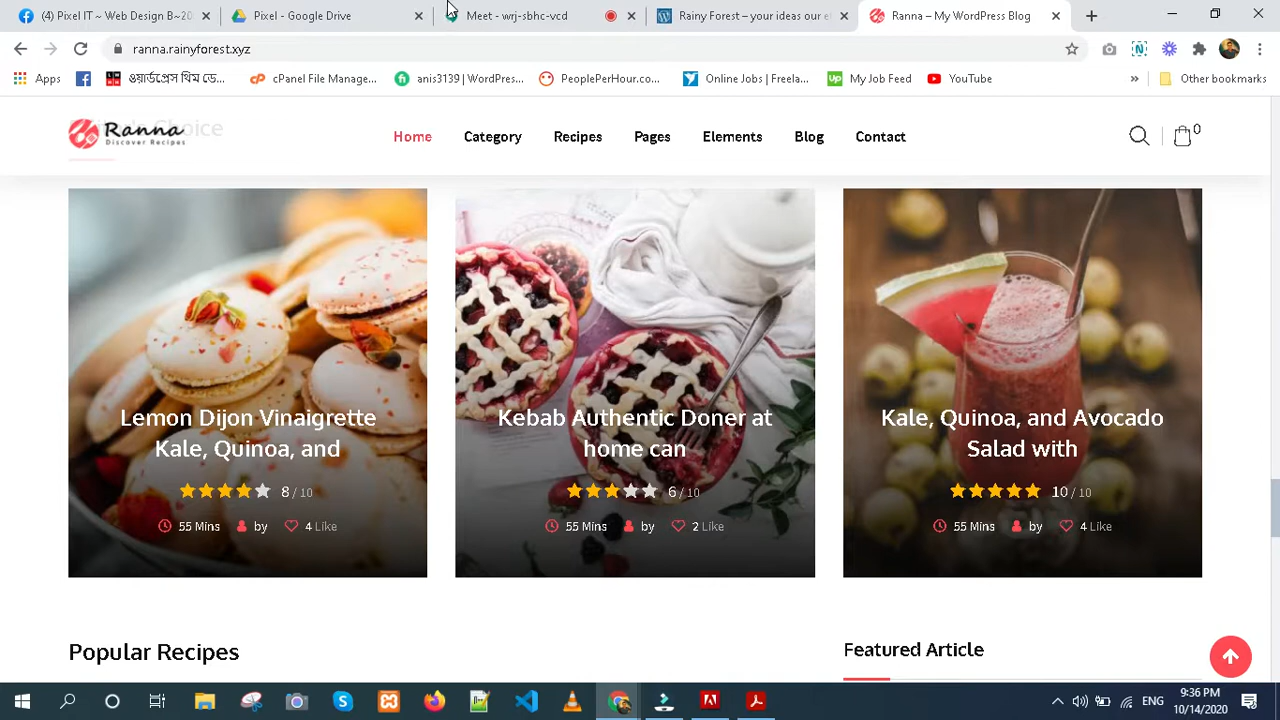 (4) Pixel IT ~ Web Design B~20
Pixel - Google Drive
Meet - wrj-sbhc-vcd
Rainy Forest – your ideas our e
Ranna – My WordPress Blog
ranna.rainyforest.xyz
Apps
ওয়ার্ডপ্রেস থিম ডে...
cPanel File Manage...
anis3139 | WordPres...
PeoplePerHour.co...
Online Jobs | Freela...
My Job Feed
YouTube
»
Other bookmarks
Choice
Ranna
Discover Recipes
Home
Category
Recipes
Pages
Elements
Blog
Contact
0
Lemon Dijon Vinaigrette
Kale, Quinoa, and
8 / 10
55 Mins by 4 Like
Kebab Authentic Doner at
home can
6 / 10
55 Mins by 2 Like
Kale, Quinoa, and Avocado
Salad with
10 / 10
55 Mins by 4 Like
Popular Recipes
Featured Article
ENG
9:36 PM
10/14/2020